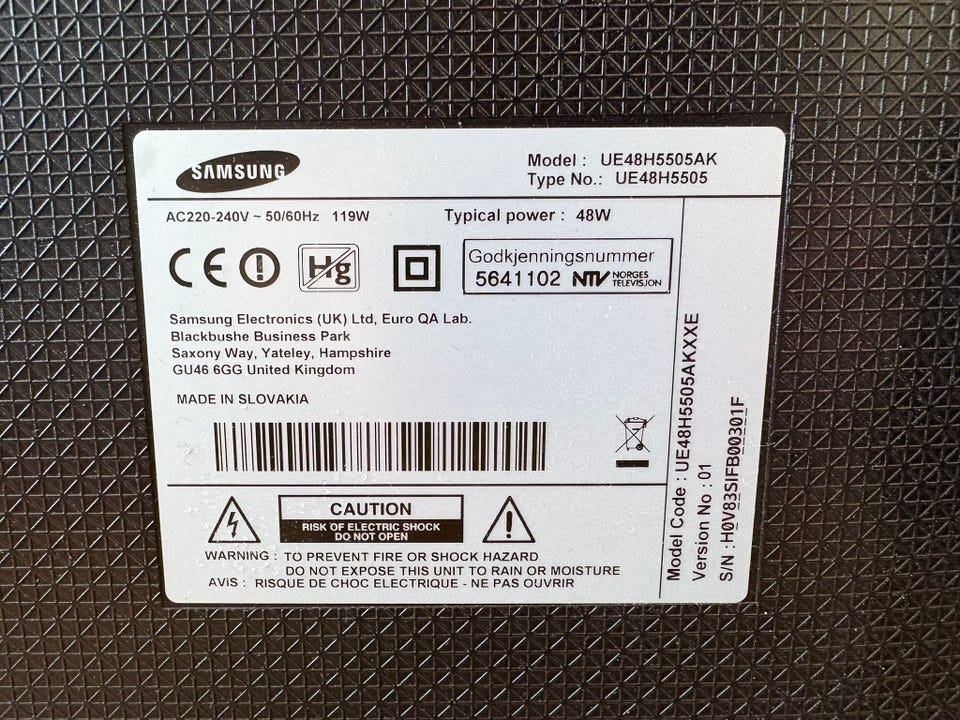 SAMSUNG
Model : UE48H5505AK
Type No.: UE48H5505
AC220-240V ~ 50/60Hz 119W
Typical power : 48W
CE
Hg
Godkjenningsnummer
5641102 NTV NORGES TELEVISJON
Samsung Electronics (UK) Ltd, Euro QA Lab.
Blackbushe Business Park
Saxony Way, Yateley, Hampshire
GU46 6GG United Kingdom
MADE IN SLOVAKIA
CAUTION
RISK OF ELECTRIC SHOCK
DO NOT OPEN
WARNING : TO PREVENT FIRE OR SHOCK HAZARD
DO NOT EXPOSE THIS UNIT TO RAIN OR MOISTURE
AViS : RISQUE DE CHOC ELECTRIQUE - NE PAS OUVRIR
Model Code : UE48H5505AKXXE
Version No : 01
S/N : H0V83SIFB00301F